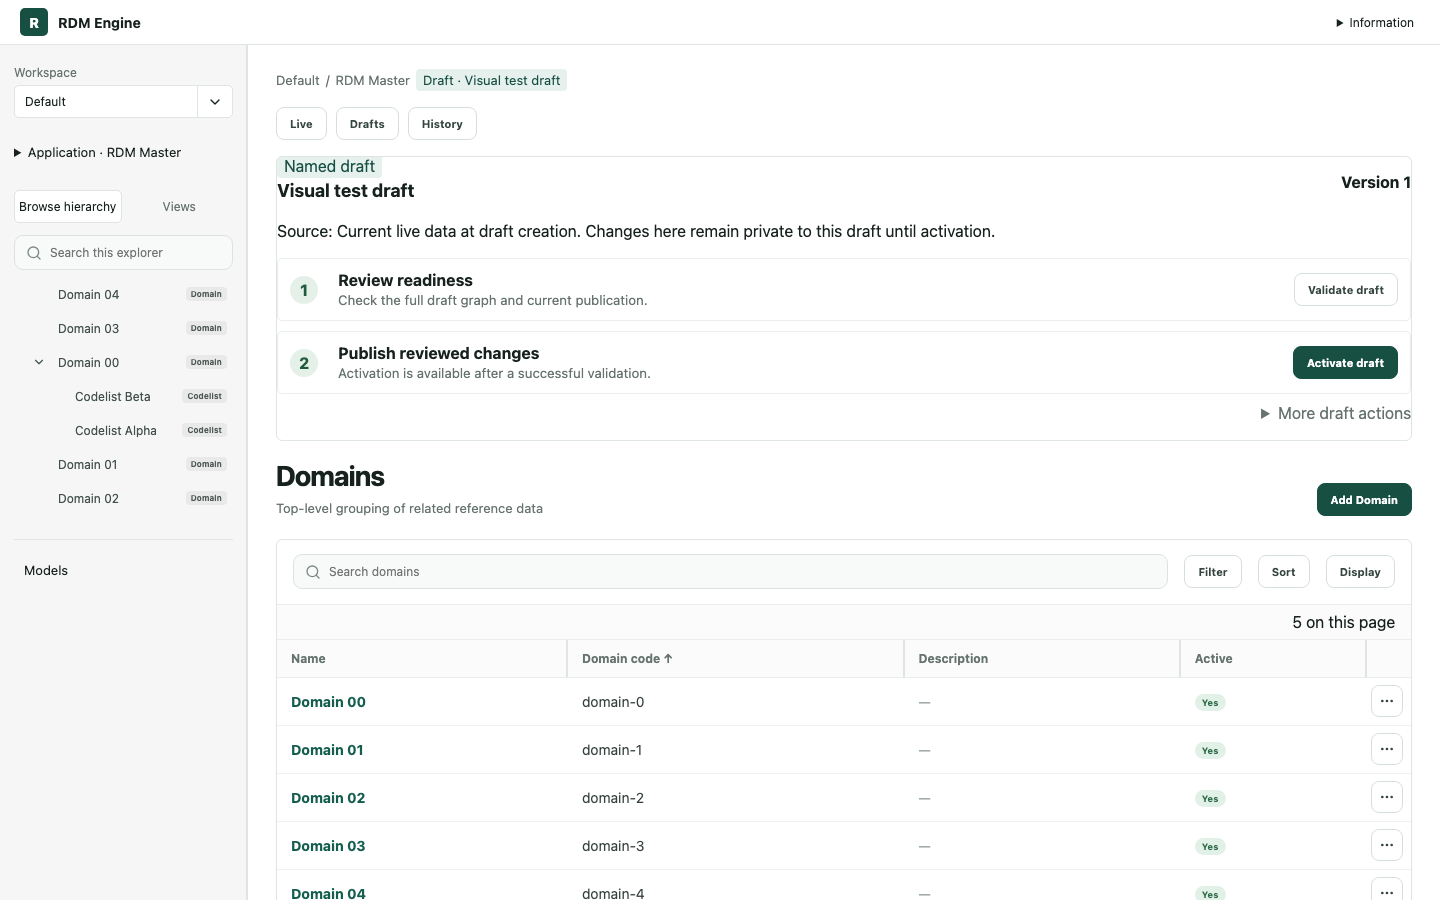 R RDM Engine
Information
Workspace
Default
Application · RDM Master
Browse hierarchy Views
Search this explorer
Domain 04 Domain
Domain 03 Domain
Domain 00 Domain
Codelist Beta Codelist
Codelist Alpha Codelist
Domain 01 Domain
Domain 02 Domain
Models
Default / RDM Master Draft · Visual test draft
Live Drafts History
Named draft
Visual test draft
Version 1
Source: Current live data at draft creation. Changes here remain private to this draft until activation.
1 Review readiness
Check the full draft graph and current publication.
Validate draft
2 Publish reviewed changes
Activation is available after a successful validation.
Activate draft
More draft actions
Domains
Top-level grouping of related reference data
Add Domain
Search domains Filter Sort Display
5 on this page
Name Domain code ↑ Description Active
Domain 00 domain-0 — Yes ···
Domain 01 domain-1 — Yes ···
Domain 02 domain-2 — Yes ···
Domain 03 domain-3 — Yes ···
Domain 04 domain-4 — Yes ···